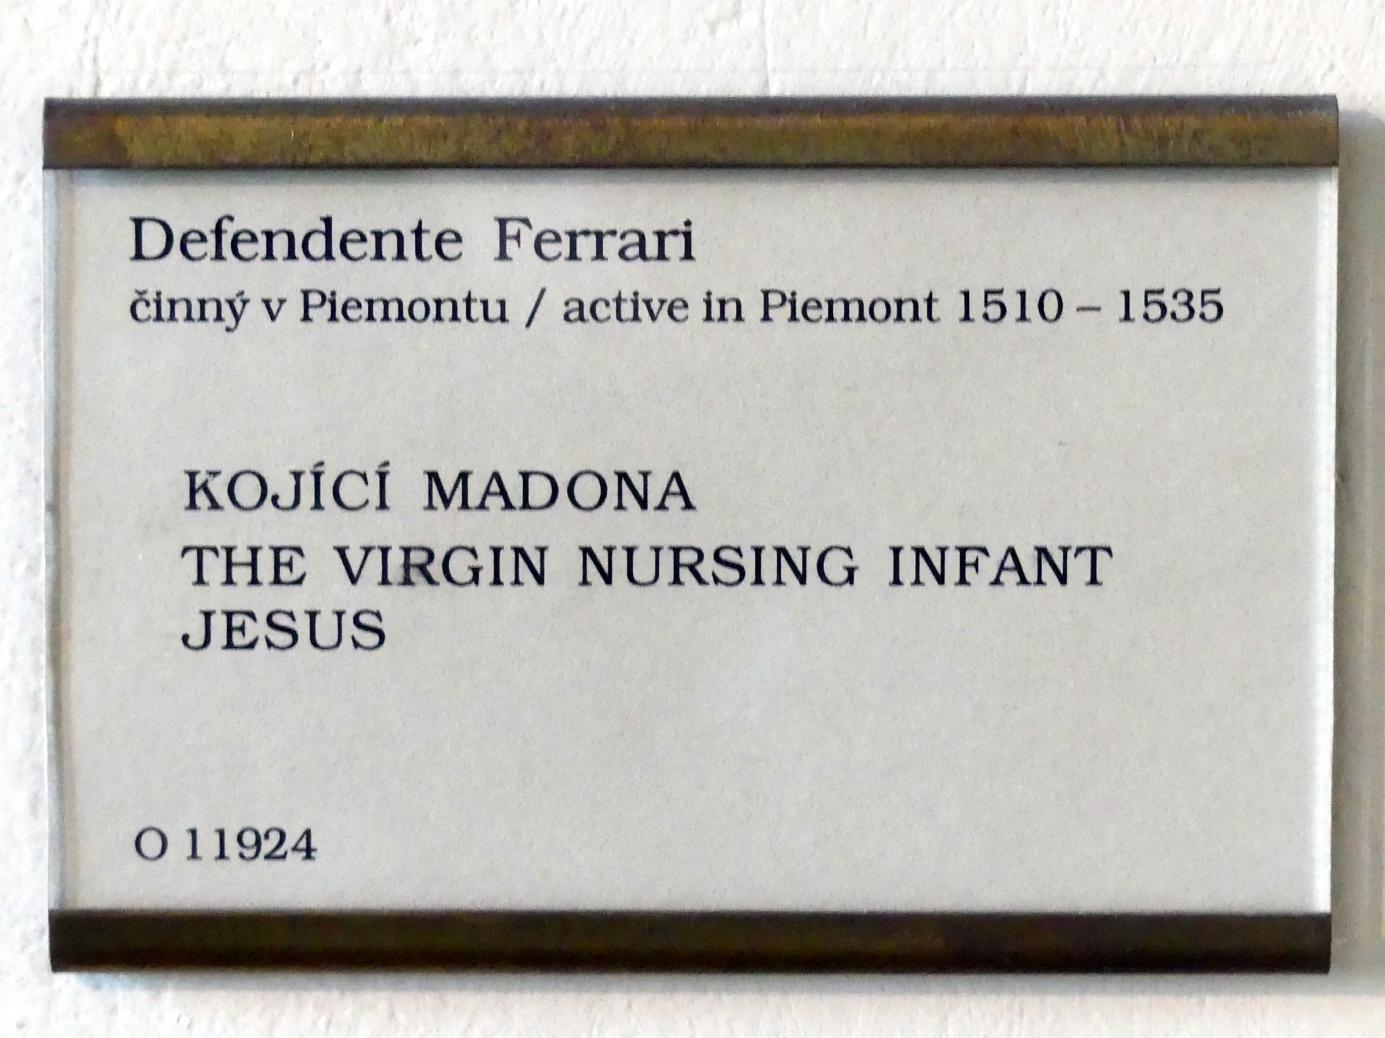 Defendente Ferrari
činný v Piemontu / active in Piemont 1510 – 1535
KOJÍCÍ MADONA
THE VIRGIN NURSING INFANT
JESUS
O 11924